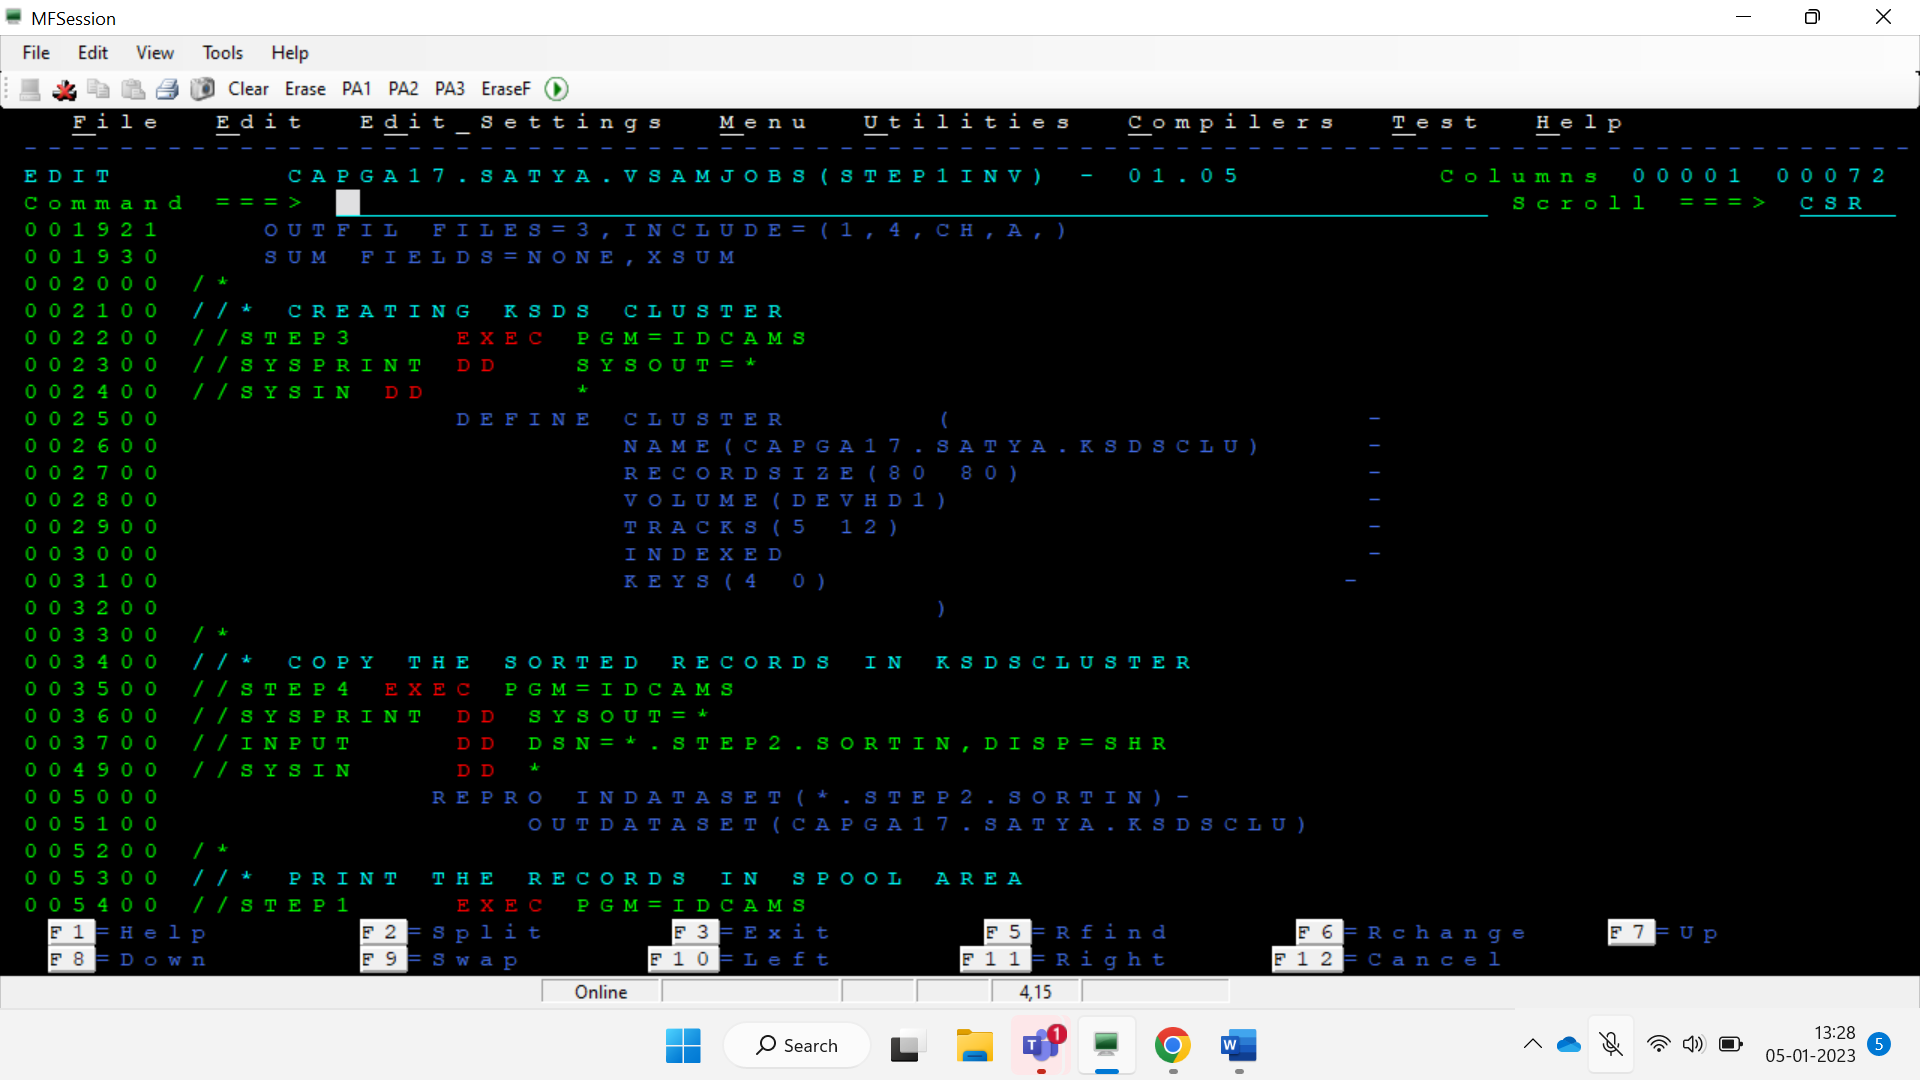 MFSession
File Edit View Tools Help
Clear Erase PA1 PA2 PA3 EraseF
File Edit Edit_Settings Menu Utilities Compilers Test Help
EDIT CAPGA17.SATYA.VSAMJOBS(STEP1INV) - 01.05 Columns 00001 00072
Command ===> Scroll ===> CSR
001921 OUTFIL FILES=3,INCLUDE=(1,4,CH,A,)
001930 SUM FIELDS=NONE,XSUM
002000 /*
002100 //* CREATING KSDS CLUSTER
002200 //STEP3 EXEC PGM=IDCAMS
002300 //SYSPRINT DD SYSOUT=*
002400 //SYSIN DD *
002500 DEFINE CLUSTER ( -
002600 NAME(CAPGA17.SATYA.KSDSCLU) -
002700 RECORDSIZE(80 80) -
002800 VOLUME(DEVHD1) -
002900 TRACKS(5 12) -
003000 INDEXED -
003100 KEYS(4 0) -
003200 )
003300 /*
003400 //* COPY THE SORTED RECORDS IN KSDSCLUSTER
003500 //STEP4 EXEC PGM=IDCAMS
003600 //SYSPRINT DD SYSOUT=*
003700 //INPUT DD DSN=*.STEP2.SORTIN,DISP=SHR
004900 //SYSIN DD *
005000 REPRO INDATASET(*.STEP2.SORTIN)-
005100 OUTDATASET(CAPGA17.SATYA.KSDSCLU)
005200 /*
005300 //* PRINT THE RECORDS IN SPOOL AREA
005400 //STEP1 EXEC PGM=IDCAMS
F1=Help F2=Split F3=Exit F5=Rfind F6=Rchange F7=Up
F8=Down F9=Swap F10=Left F11=Right F12=Cancel
Online 4,15
Search 1 13:28
05-01-2023 5